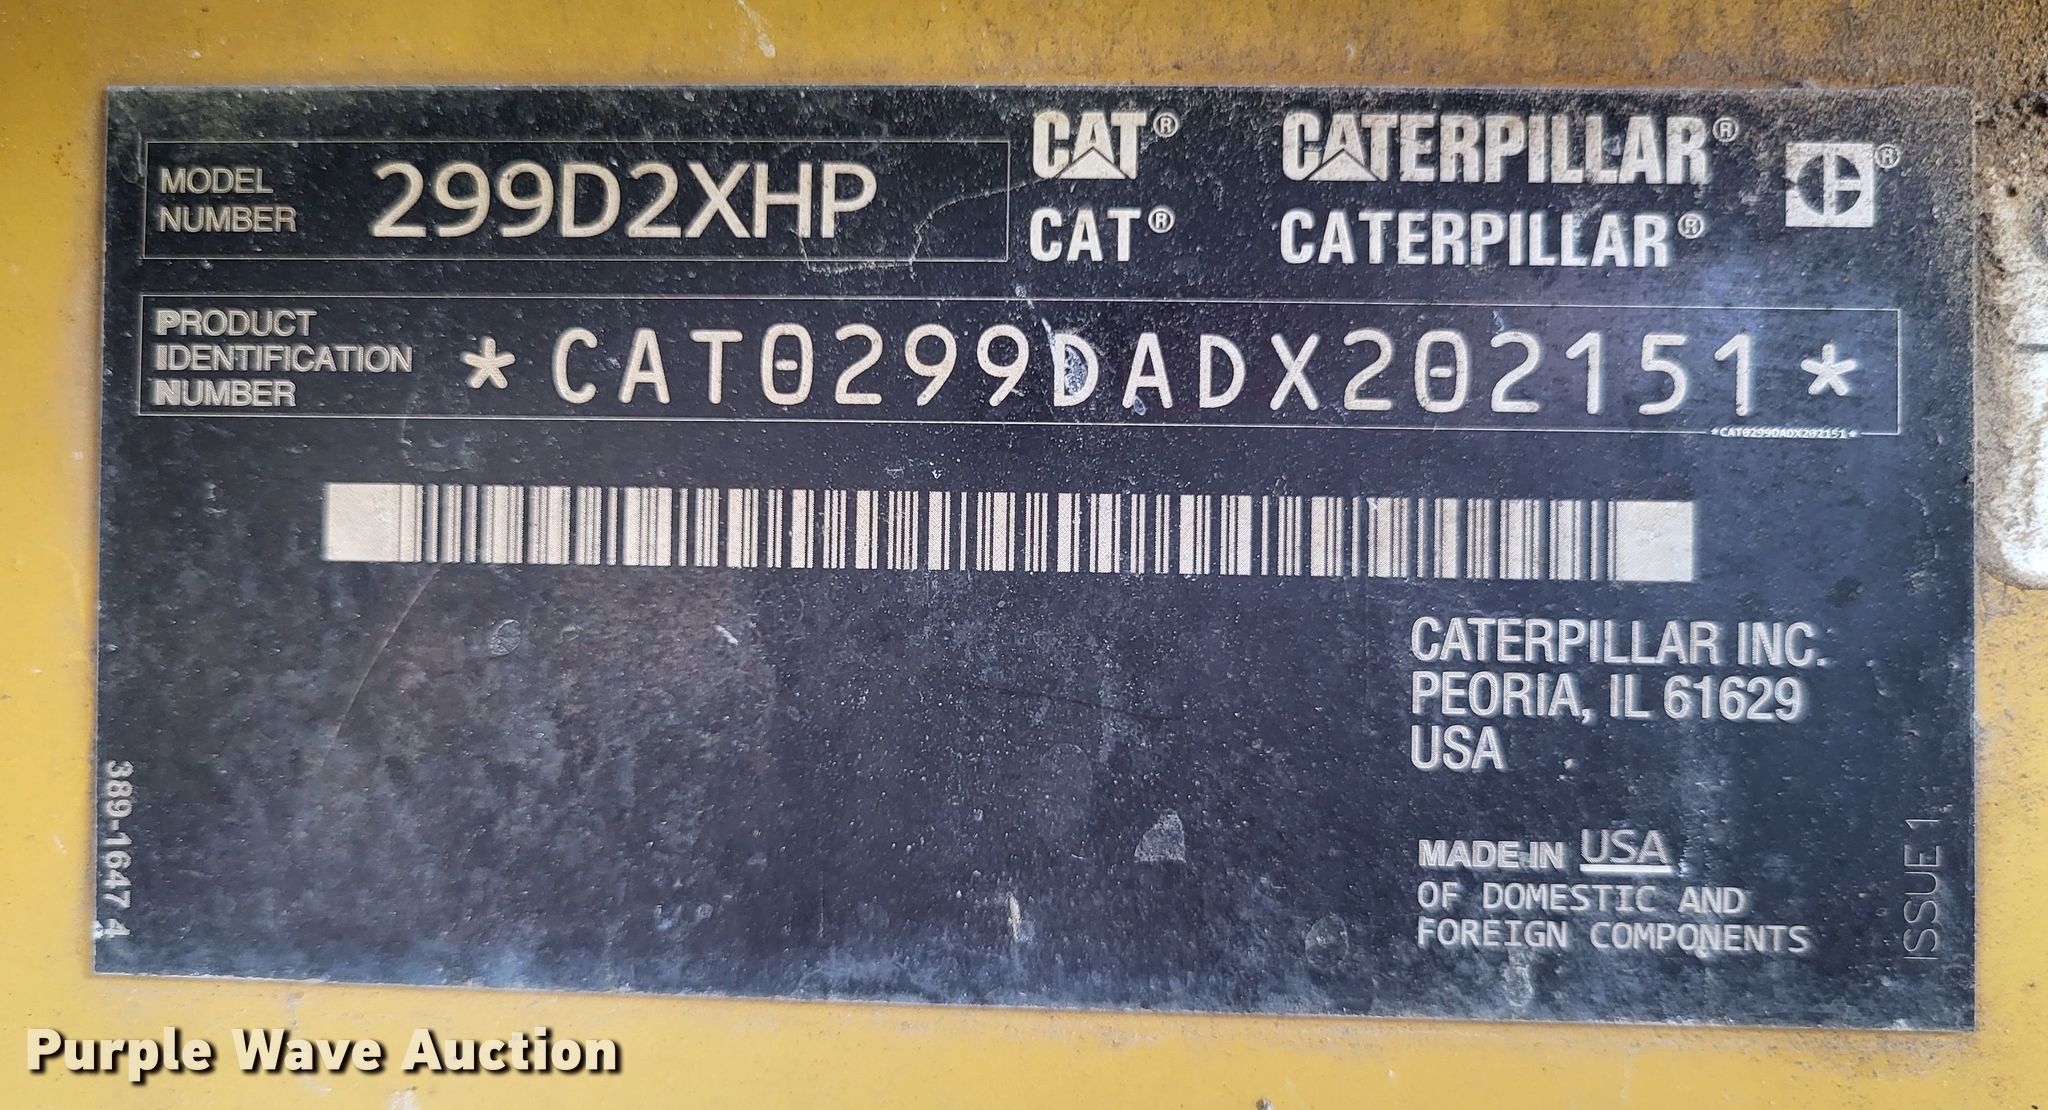 MODEL NUMBER 299D2XHP
CAT® CATERPILLAR®
CAT® CATERPILLAR®
PRODUCT
IDENTIFICATION
NUMBER
*CAT0299DADX202151*
*CAT0299DADX202151*
CATERPILLAR INC.
PEORIA, IL 61629
USA
MADE IN USA
OF DOMESTIC AND
FOREIGN COMPONENTS
389-1647 4
ISSUE 1
Purple Wave Auction